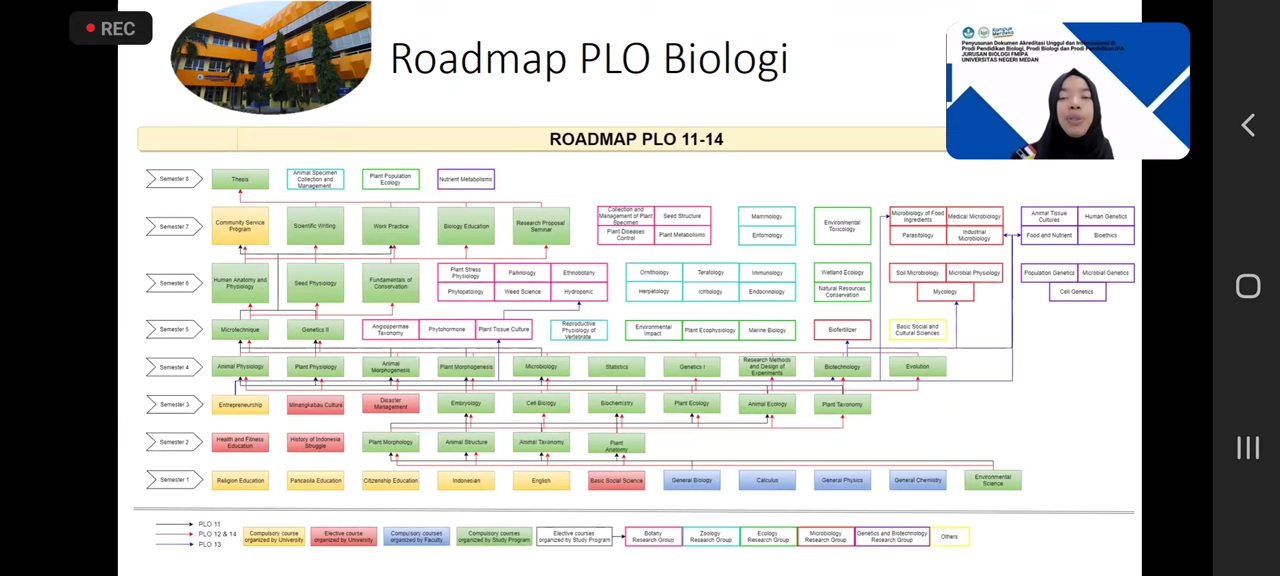 REC
Roadmap PLO Biologi
Penyusunan Dokumen Akreditasi Unggul dan Internasional di
Prodi Pendidikan Biologi, Prodi Biologi dan Prodi Pendidikan IPA
JURUSAN BIOLOGI FMIPA
UNIVERSITAS NEGERI MEDAN
ROADMAP PLO 11-14
Semester 8
Thesis
Animal Specimen
Collection and
Management
Plant Population
Ecology
Nutrient Metabolisms
Semester 7
Community Service
Program
Scientific Writing
Work Practice
Biology Education
Research Proposal
Seminar
Collection and
Management of Plant
Specimen
Seed Structure
Plant Diseases
Control
Plant Metabolisms
Mammology
Entomology
Environmental
Toxicology
Microbiology of Food
Ingredients
Medical Microbiology
Parasitology
Industrial
Microbiology
Animal Tissue
Cultures
Human Genetics
Food and Nutrient
Bioethics
Semester 6
Human Anatomy and
Physiology
Seed Physiology
Fundamentals of
Conservation
Plant Stress
Physiology
Pallinology
Ethnobotany
Phytopatology
Weed Science
Hydroponic
Ornitology
Teratology
Immunology
Herpetology
Ichtiology
Endocrinology
Wetland Ecology
Natural Resources
Conservation
Soil Microbiology
Microbial Physiology
Mycology
Population Genetics
Microbial Genetics
Cell Genetics
Semester 5
Microtechnique
Genetics II
Angiospermae
Taxonomy
Phytohormone
Plant Tissue Culture
Reproductive
Physiology of
Vertebrate
Environmental
Impact
Plant Ecophysiology
Marine Biology
Biofertilizer
Basic Social and
Cultural Sciences
Semester 4
Animal Physiology
Plant Physiology
Animal
Morphogenesis
Plant Morphogenesis
Microbiology
Statistics
Genetics I
Research Methods
and Design of
Experiments
Biotechnology
Evolution
Semester 3
Entrepreneurship
Minangkabau Culture
Disaster
Management
Embryology
Cell Biology
Biochemistry
Plant Ecology
Animal Ecology
Plant Taxonomy
Semester 2
Health and Fitness
Education
History of Indonesia
Struggle
Plant Morphology
Animal Structure
Animal Taxonomy
Plant
Anatomy
Semester 1
Religion Education
Pancasila Education
Citizenship Education
Indonesian
English
Basic Social Science
General Biology
Calculus
General Physics
General Chemistry
Environmental
Science
PLO 11
PLO 12 & 14
PLO 13
Compulsory course
organized by University
Elective course
organized by University
Compulsory courses
organized by Faculty
Compulsory courses
organized by Study Program
Elective courses
organized by Study Program
Botany
Research Group
Zoology
Research Group
Ecology
Research Group
Microbiology
Research Group
Genetics and Biotechnology
Research Group
Others